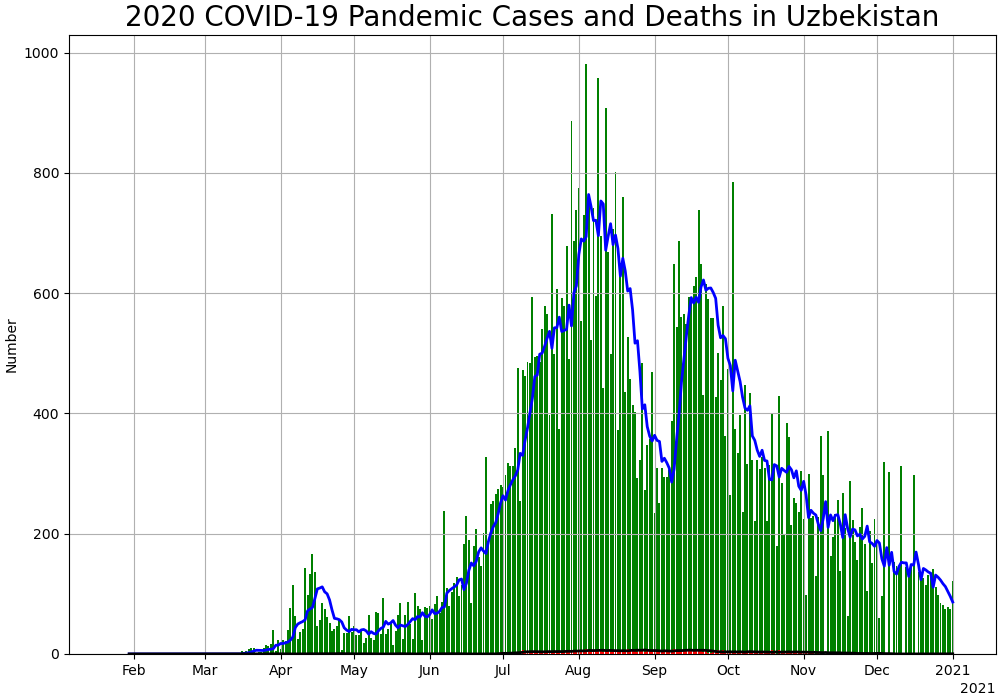 2020 COVID-19 Pandemic Cases and Deaths in Uzbekistan
1000
800
600
400
200
0
Number
Feb Mar Apr May Jun Jul Aug Sep Oct Nov Dec 2021
2021